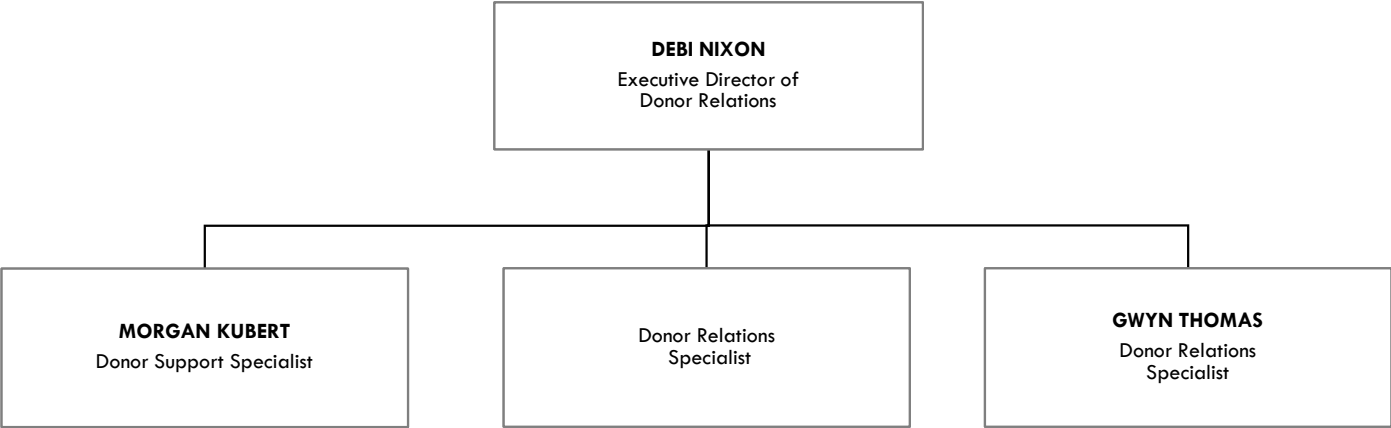 DEBI NIXON
Executive Director of
Donor Relations
MORGAN KUBERT
Donor Support Specialist
Donor Relations
Specialist
GWYN THOMAS
Donor Relations
Specialist